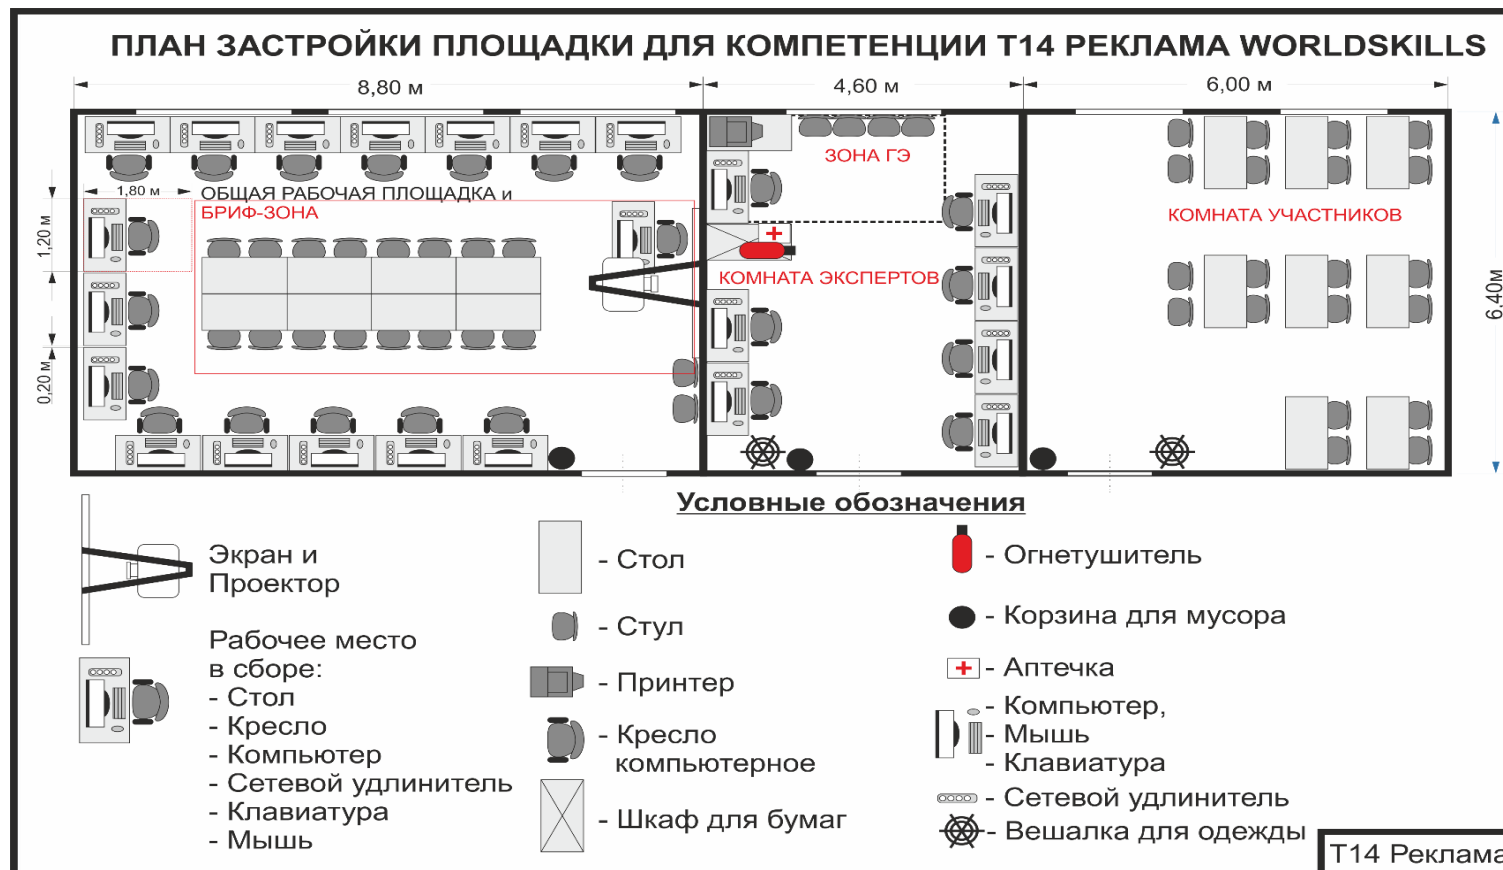 ПЛАН ЗАСТРОЙКИ ПЛОЩАДКИ ДЛЯ КОМПЕТЕНЦИИ Т14 РЕКЛАМА WORLDSKILLS
8,80 м
4,60 м
6,00 м
ЗОНА ГЭ
1,80 м
ОБЩАЯ РАБОЧАЯ ПЛОЩАДКА и
БРИФ-ЗОНА
КОМНАТА УЧАСТНИКОВ
1,20 м
КОМНАТА ЭКСПЕРТОВ
6,40м
0,20 м
Условные обозначения
Экран и
Проектор
Рабочее место
в сборе:
- Стол
- Кресло
- Компьютер
- Сетевой удлинитель
- Клавиатура
- Мышь
- Стол
- Стул
- Принтер
- Кресло
компьютерное
- Шкаф для бумаг
- Огнетушитель
- Корзина для мусора
- Аптечка
- Компьютер,
- Мышь
- Клавиатура
- Сетевой удлинитель
- Вешалка для одежды
Т14 Реклама